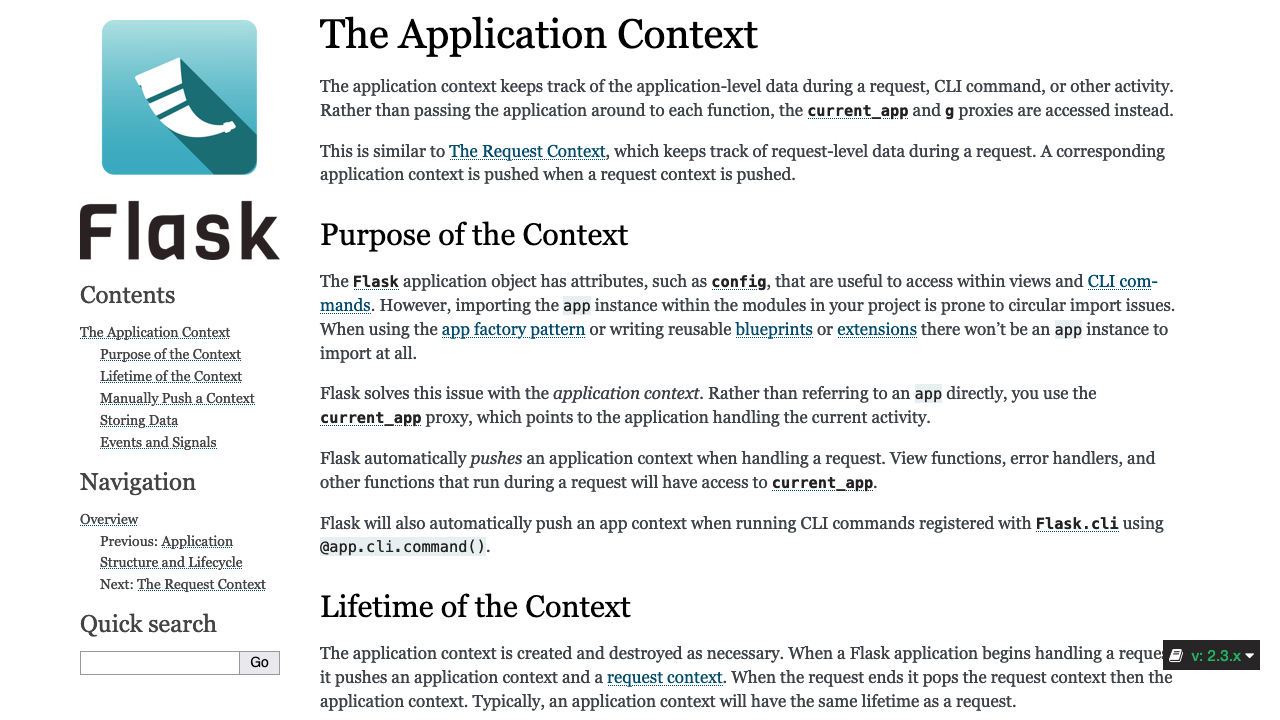 Flask
Contents
The Application Context
Purpose of the Context
Lifetime of the Context
Manually Push a Context
Storing Data
Events and Signals
Navigation
Overview
Previous: Application
Structure and Lifecycle
Next: The Request Context
Quick search
Go
The Application Context
The application context keeps track of the application-level data during a request, CLI command, or other activity.
Rather than passing the application around to each function, the current_app and g proxies are accessed instead.
This is similar to The Request Context, which keeps track of request-level data during a request. A corresponding
application context is pushed when a request context is pushed.
Purpose of the Context
The Flask application object has attributes, such as config, that are useful to access within views and CLI com-
mands. However, importing the app instance within the modules in your project is prone to circular import issues.
When using the app factory pattern or writing reusable blueprints or extensions there won’t be an app instance to
import at all.
Flask solves this issue with the application context. Rather than referring to an app directly, you use the
current_app proxy, which points to the application handling the current activity.
Flask automatically pushes an application context when handling a request. View functions, error handlers, and
other functions that run during a request will have access to current_app.
Flask will also automatically push an app context when running CLI commands registered with Flask.cli using
@app.cli.command().
Lifetime of the Context
The application context is created and destroyed as necessary. When a Flask application begins handling a
it pushes an application context and a request context. When the request ends it pops the request context then the
application context. Typically, an application context will have the same lifetime as a request.
v: 2.3.x